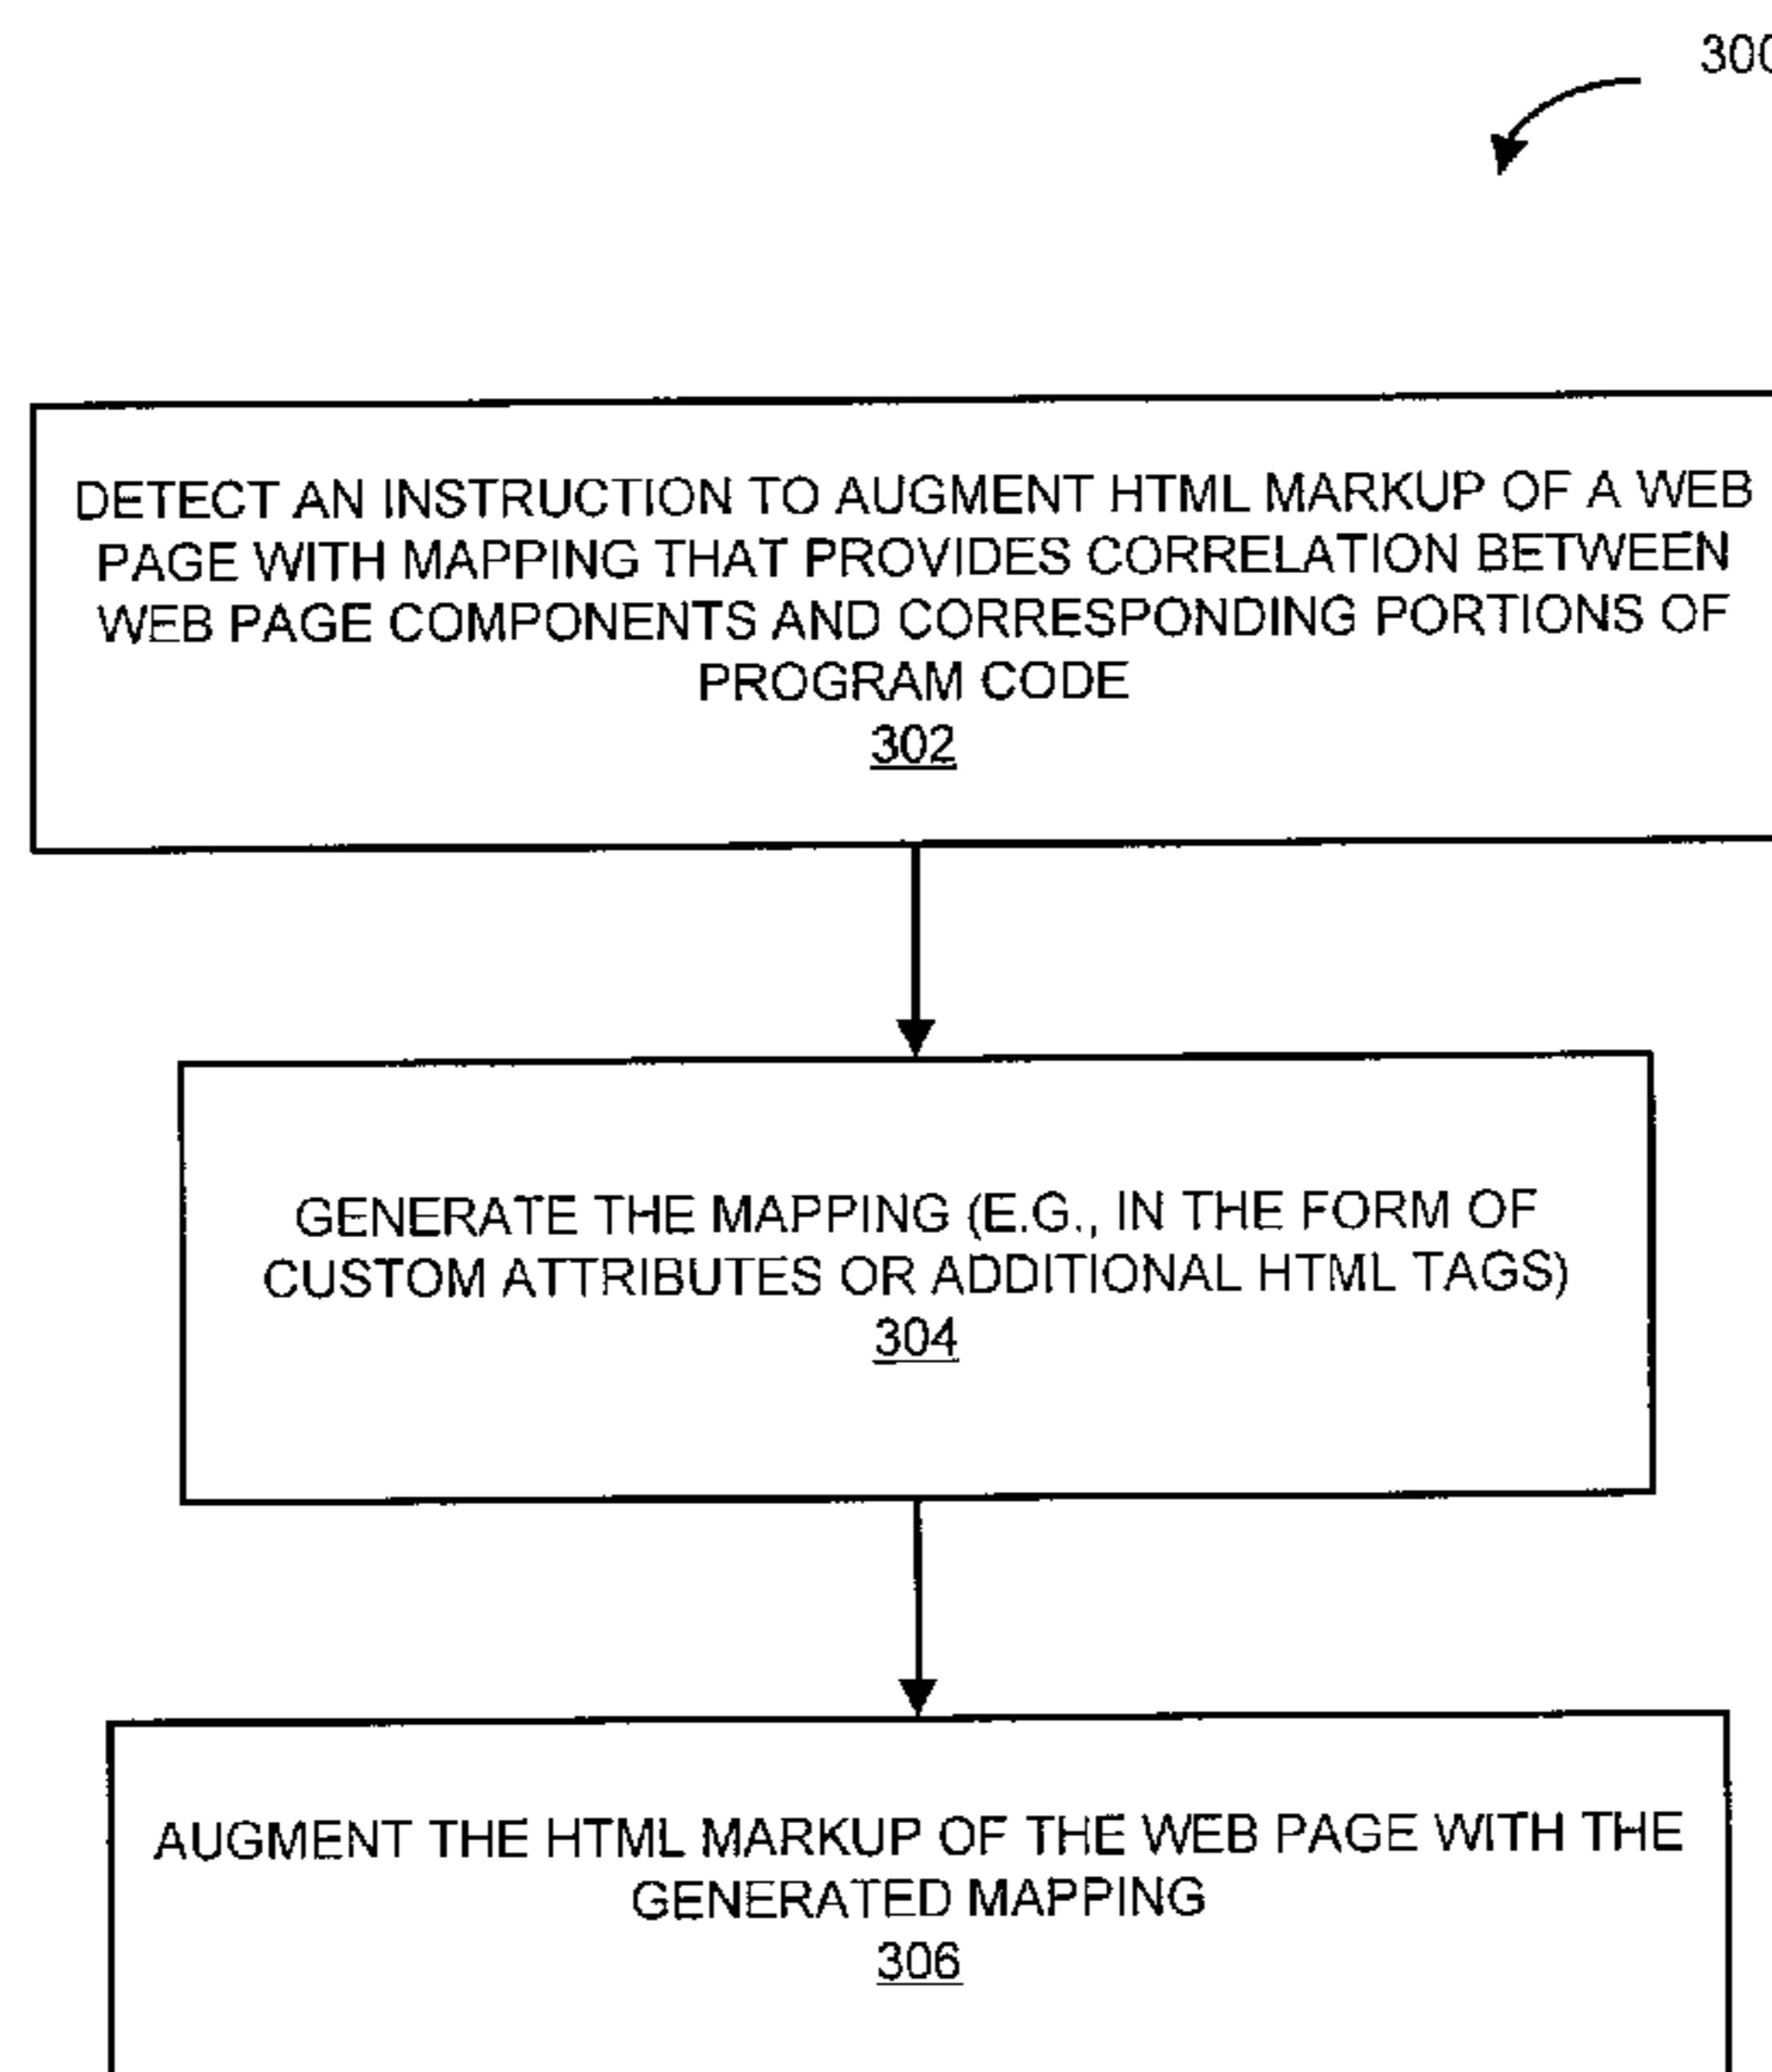 300
DETECT AN INSTRUCTION TO AUGMENT HTML MARKUP OF A WEB
PAGE WITH MAPPING THAT PROVIDES CORRELATION BETWEEN
WEB PAGE COMPONENTS AND CORRESPONDING PORTIONS OF
PROGRAM CODE
302
GENERATE THE MAPPING (E.G., IN THE FORM OF
CUSTOM ATTRIBUTES OR ADDITIONAL HTML TAGS)
304
AUGMENT THE HTML MARKUP OF THE WEB PAGE WITH THE
GENERATED MAPPING
306